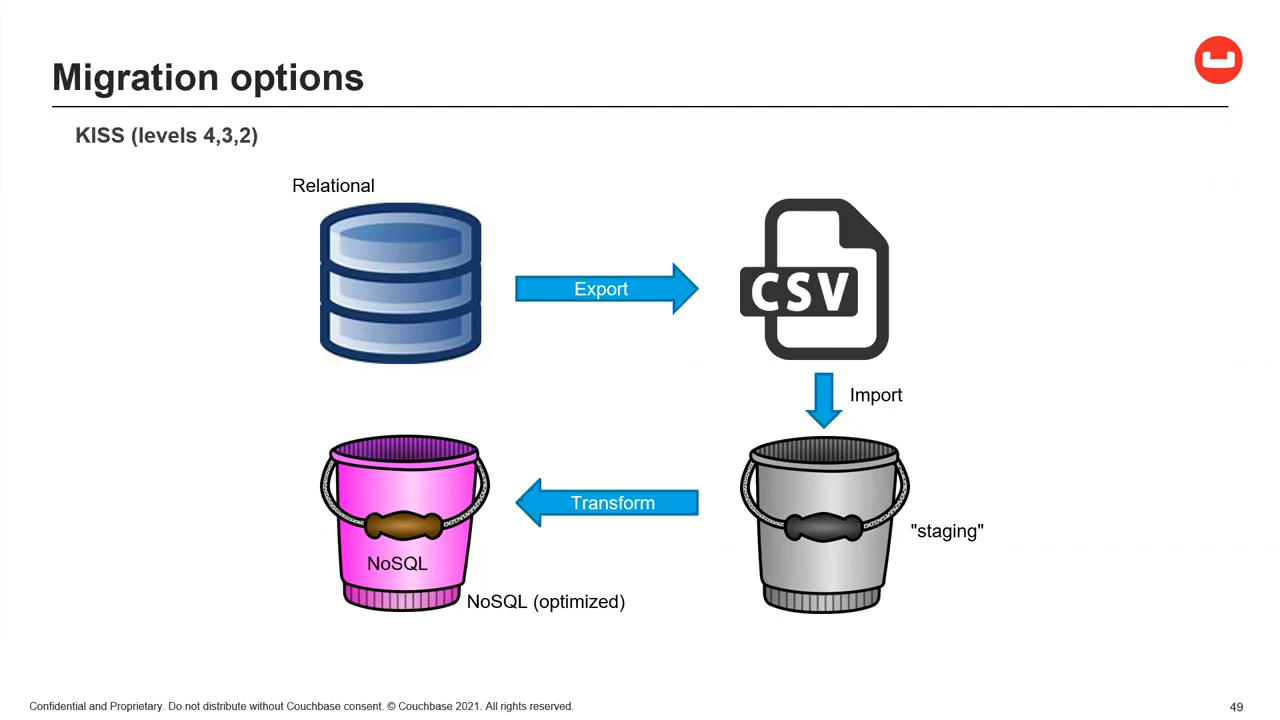 Migration options
KISS (levels 4,3,2)
Relational
Export
CSV
Import
Transform
"staging"
NoSQL
NoSQL (optimized)
Confidential and Proprietary. Do not distribute without Couchbase consent. © Couchbase 2021. All rights reserved.
49